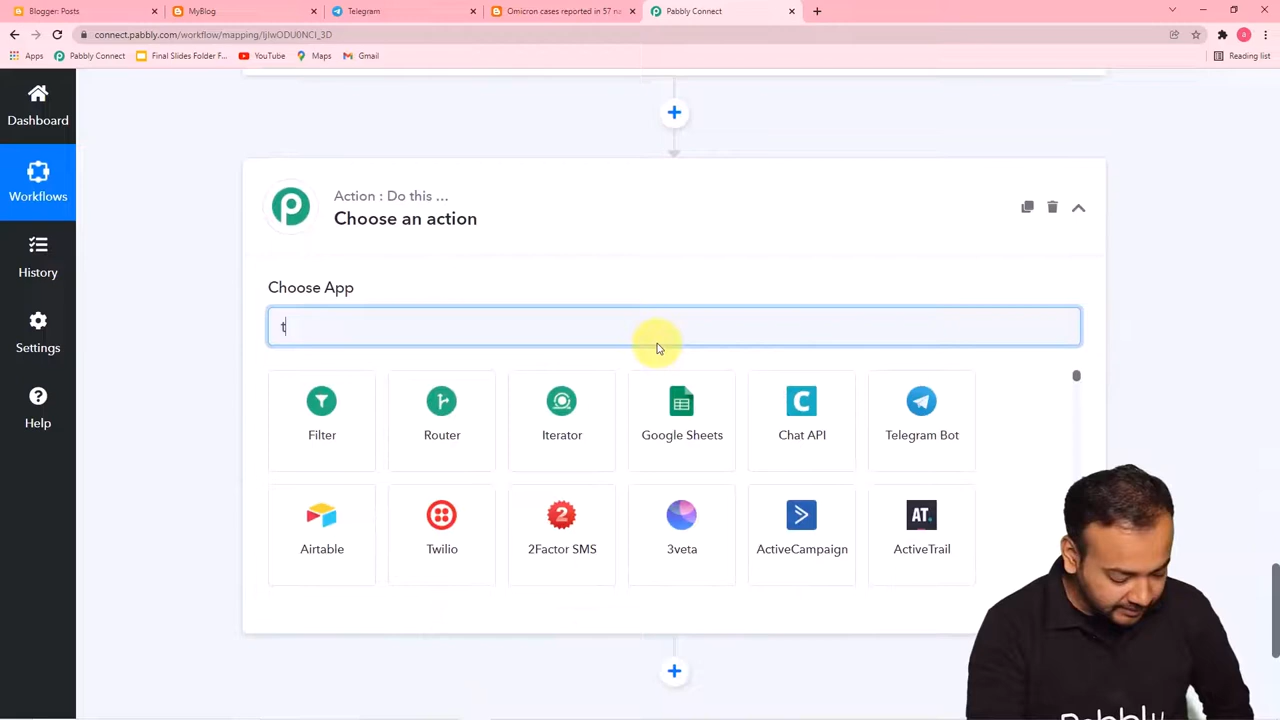 Blogger: Posts
MyBlog
Telegram
Omicron cases reported in 57 na
Pabbly Connect
connect.pabbly.com/workflow/mapping/IjIwODU0NCI_3D
Apps
Pabbly Connect
Final Slides Folder F...
YouTube
Maps
Gmail
Reading list
Dashboard
Workflows
History
Settings
Help
Action : Do this ...
Choose an action
Choose App
t
Filter
Router
Iterator
Google Sheets
Chat API
Telegram Bot
Airtable
Twilio
2Factor SMS
3veta
ActiveCampaign
AT.
ActiveTrail
Pabbly